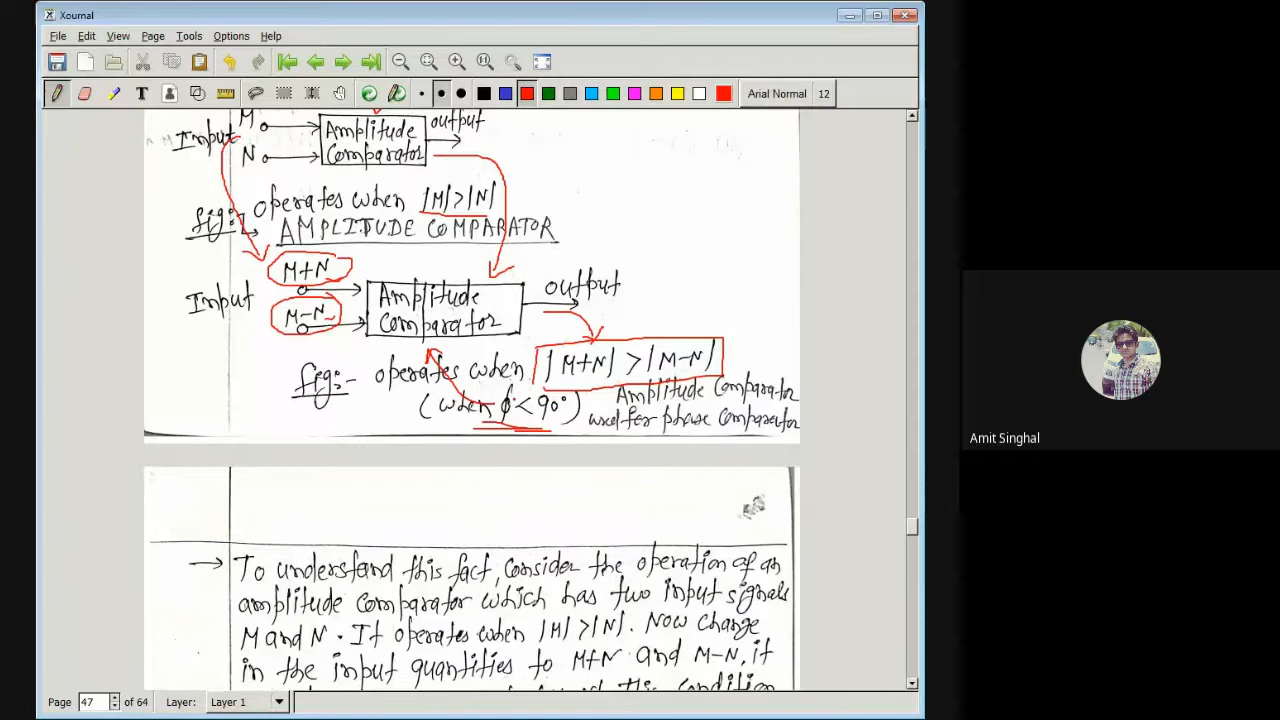 Xournal
File Edit View Page Tools Options Help
Arial Normal 12
Input M N Amplitude Comparator output
operates when |M|>|N|
fig:- AMPLITUDE COMPARATOR
M+N
Input M-N Amplitude Comparator output
fig:- operates when |M+N| > |M-N|
(when φ<90°) Amplitude Comparator
used for phase comparator
→ To understand this fact, consider the operation of an
amplitude comparator which has two input signals
M and N. It operates when |M| >|N|. Now change
in the input quantities to M+N and M-N, it
this condition
Amit Singhal
Page 47 of 64 Layer: Layer 1